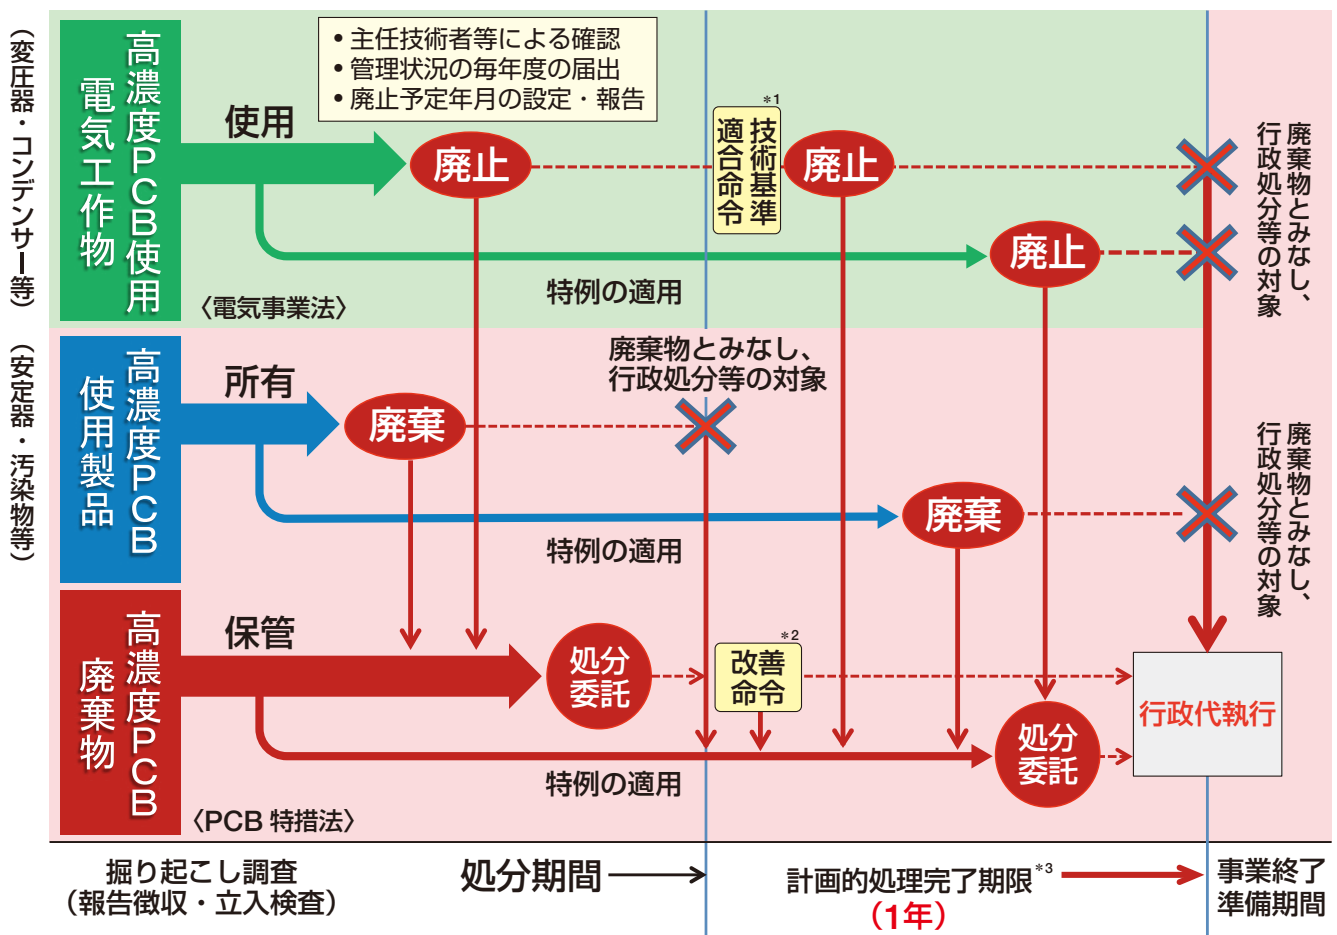 （変圧器・コンデンサー等）
高濃度PCB使用
電気工作物
• 主任技術者等による確認
• 管理状況の毎年度の届出
• 廃止予定年月の設定・報告
使用
廃止
*1
技術基準
適合命令
廃止
廃止
特例の適用
〈電気事業法〉
廃棄物とみなし、
行政処分等の対象
（安定器・汚染物等）
高濃度PCB
使用製品
所有
廃棄
廃棄物とみなし、
行政処分等の対象
廃棄
特例の適用
廃棄物とみなし、
行政処分等の対象
高濃度PCB
廃棄物
保管
処分
委託
*2
改善
命令
行政代執行
処分
委託
特例の適用
〈PCB 特措法〉
掘り起こし調査
（報告徴収・立入検査）
処分期間
計画的処理完了期限*3
（1年）
事業終了
準備期間